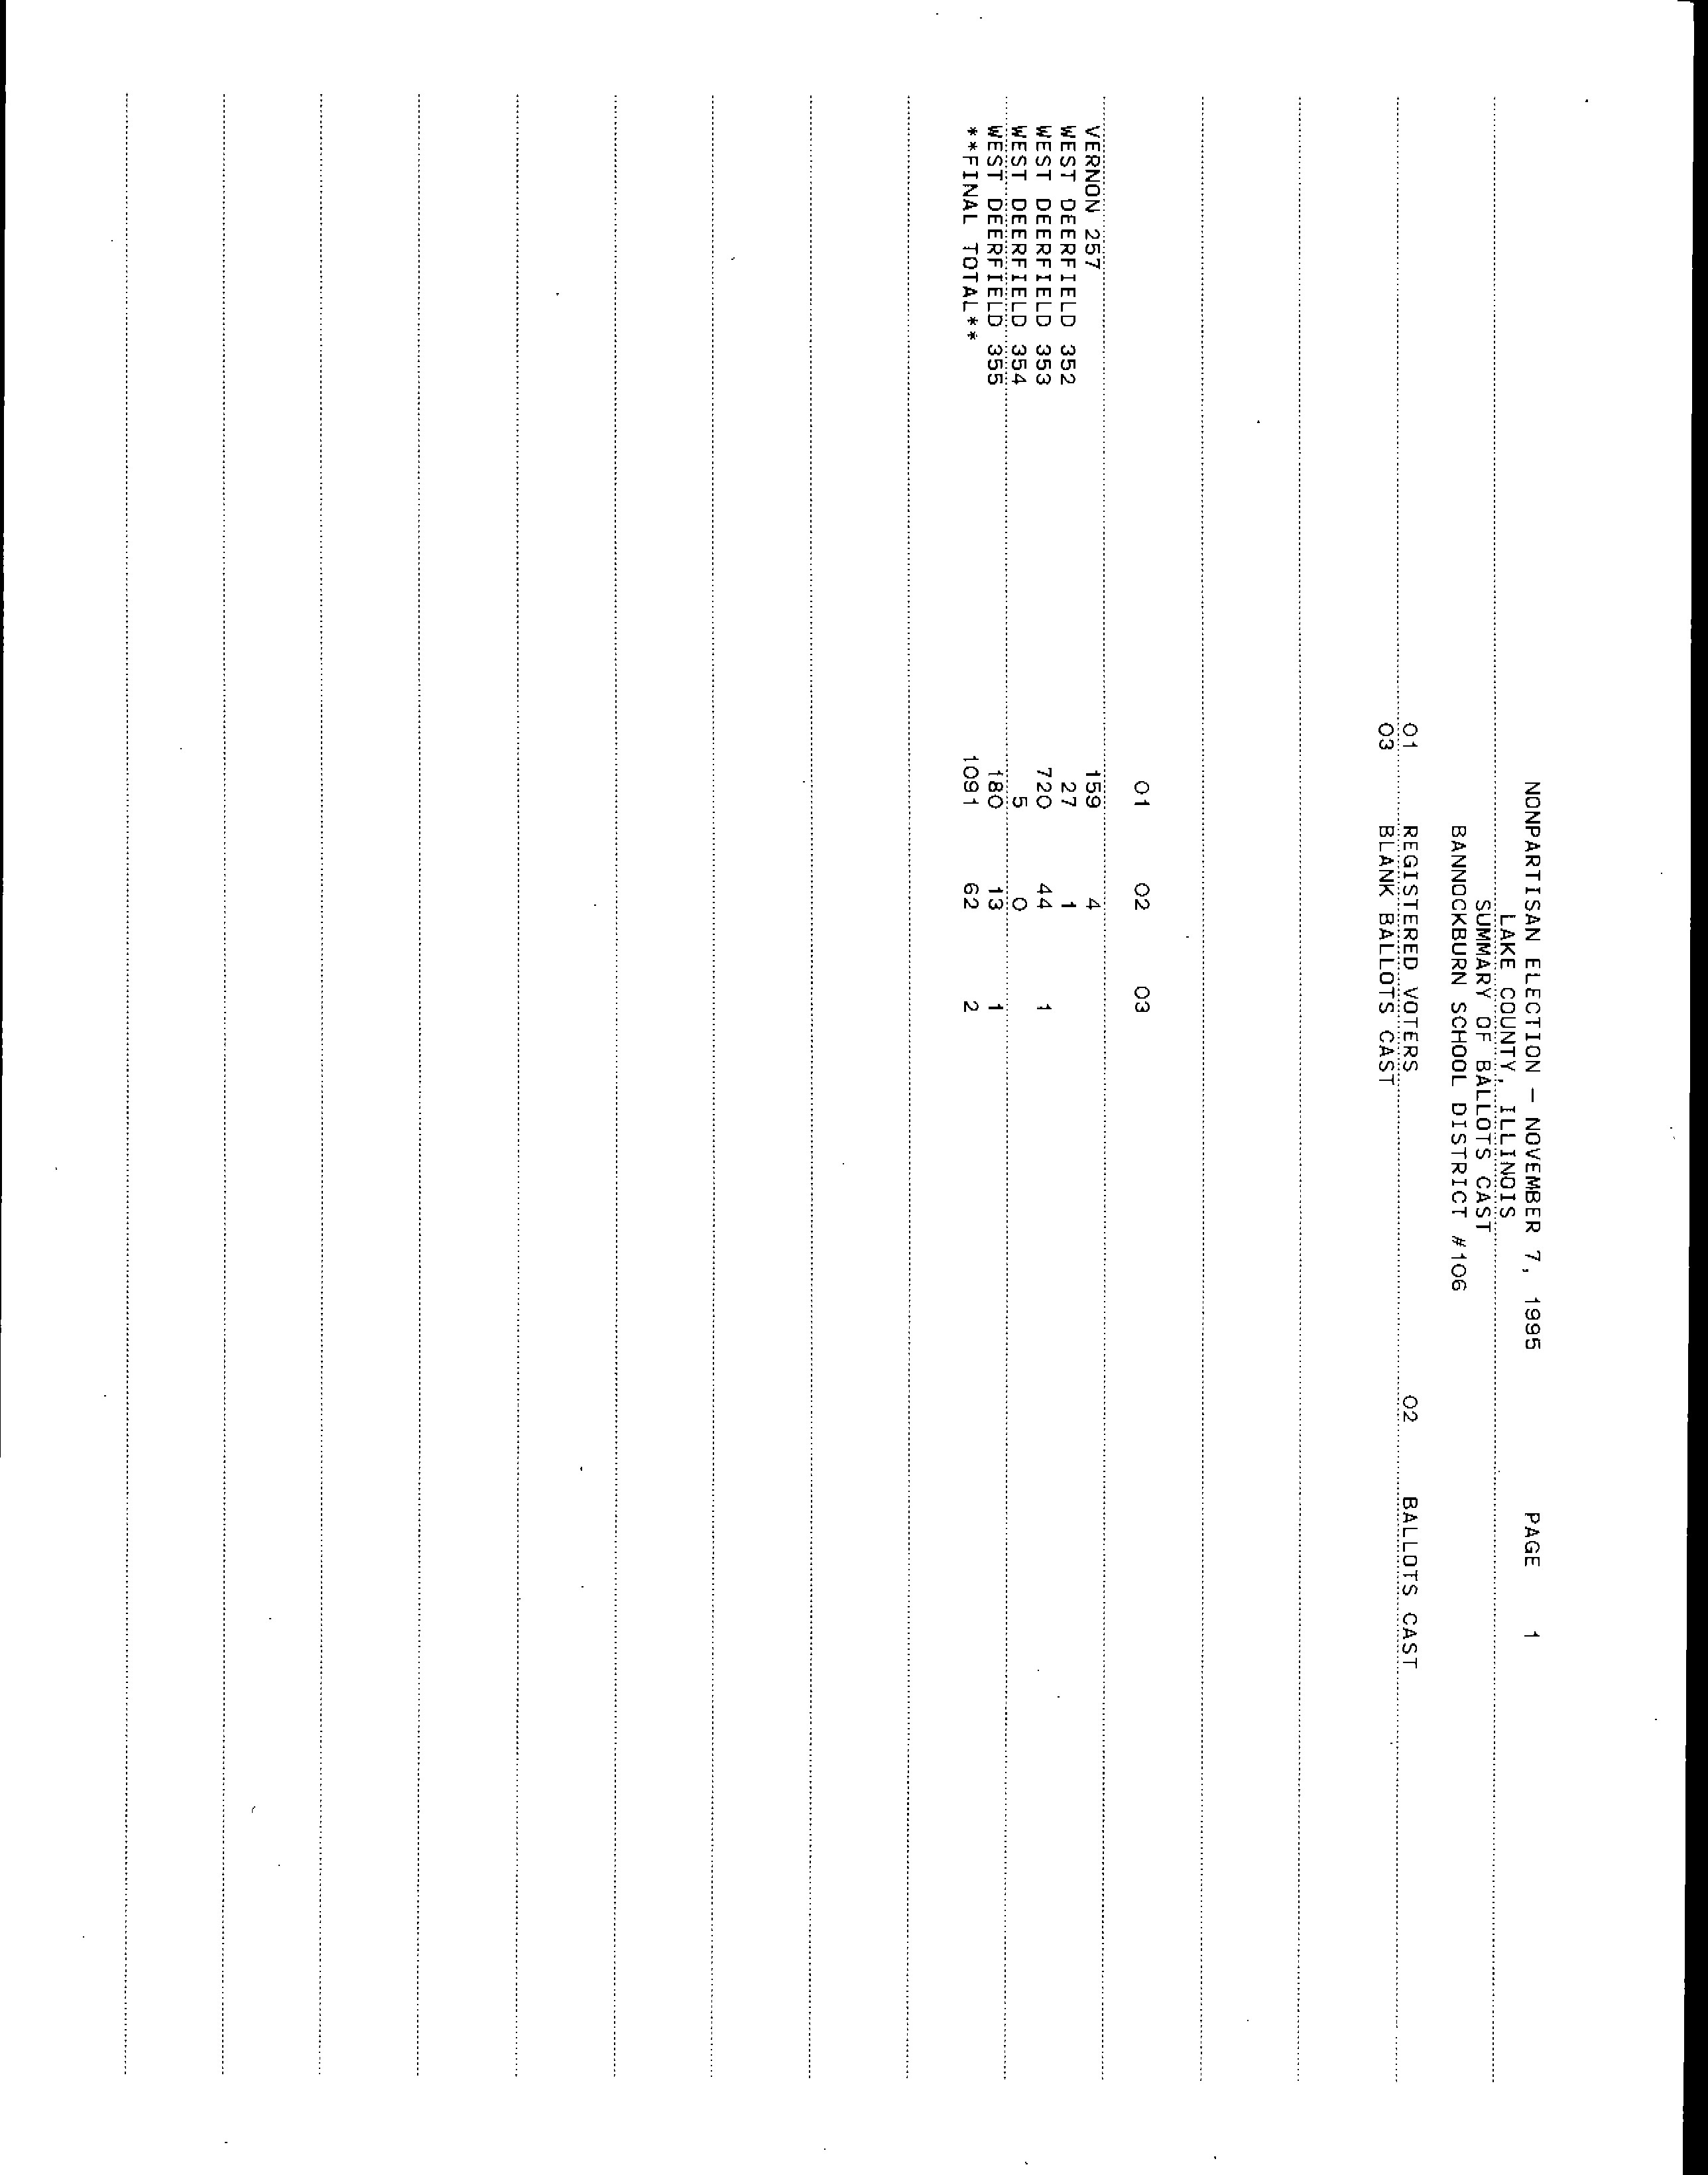 NONPARTISAN ELECTION - NOVEMBER 7, 1995 PAGE 1
LAKE COUNTY, ILLINOIS
SUMMARY OF BALLOTS CAST
BANNOCKBURN SCHOOL DISTRICT #106
01 REGISTERED VOTERS 02 BALLOTS CAST
03 BLANK BALLOTS CAST
01 02 03
VERNON 257 159 4
WEST DEERFIELD 352 27 1
WEST DEERFIELD 353 720 44 1
WEST DEERFIELD 354 5 0
WEST DEERFIELD 355 180 13 1
**FINAL TOTAL** 1091 62 2